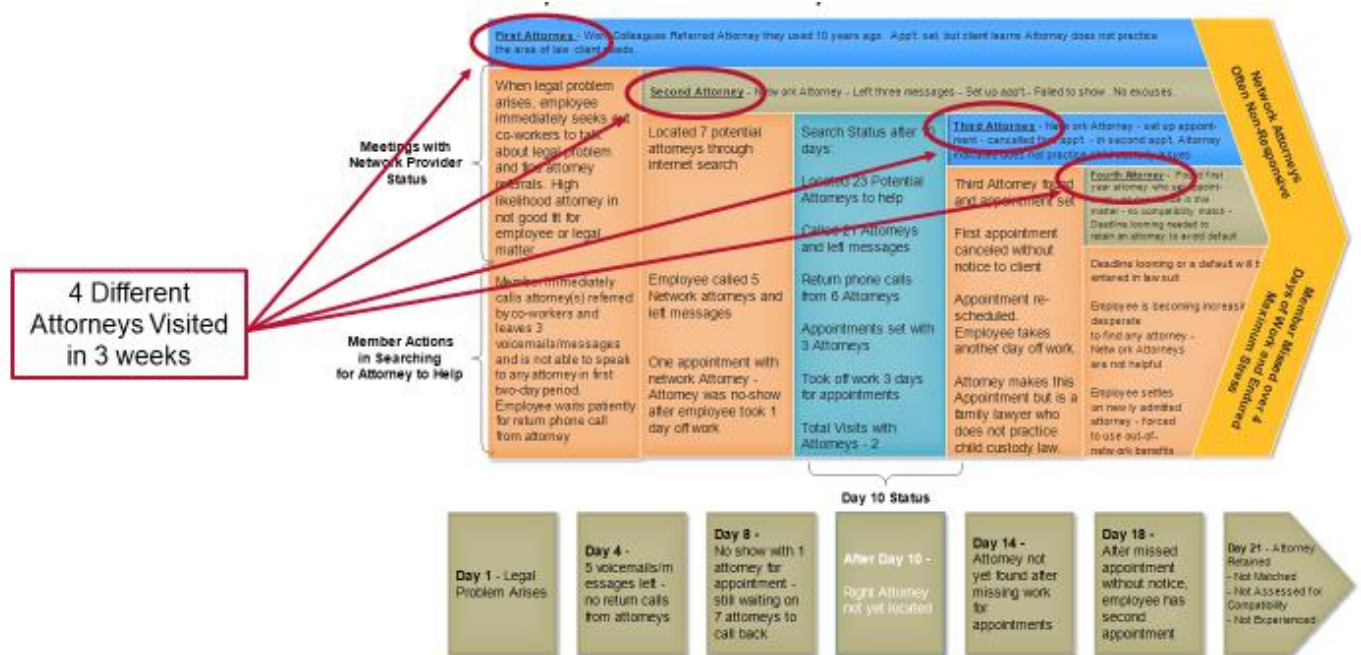 First Attorney - Work Colleagues Referred Attorney they used 10 years ago. App't. set, but client learns Attorney does not practice
the area of law client needs.
Meetings with
Network Provider
Status
When legal problem
arises, employee
immediately seeks out
co-workers to talk
about legal problem
and find attorney
referrals. High
likelihood attorney in
not good fit for
employee or legal
matter
Second Attorney - Network Attorney - Left three messages - Set up app't - Failed to show. No excuses.
Located 7 potential
attorneys through
internet search
Employee called 5
Network attorneys and
left messages
One appointment with
network Attorney -
Attorney was no-show
after employee took 1
day off work
Search Status after 10
days:
Located 23 Potential
Attorneys to help
Called 21 Attorneys
and left messages
Return phone calls
from 6 Attorneys
Appointments set with
3 Attorneys
Took off work 3 days
for appointments
Total Visits with
Attorneys - 2
Third Attorney - Network Attorney - set up appoint-
ment - cancelled first app't - in second app't, Attorney
indicates does not practice child custody issues
Third Attorney found
and appointment set
First appointment
canceled without
notice to client
Appointment re-
scheduled.
Employee takes
another day off work.
Attorney makes this
Appointment but is a
family lawyer who
does not practice
child custody law.
Fourth Attorney - Found first
year attorney who set appoint-
matter - no compatibility match -
Deadline looming needed to
retain an attorney to avoid default
Deadline looming or a default will be
entered in law suit
Employee is becoming increasing
desperate
to find any attorney -
Network Attorneys
are not helpful
Employee settles
on newly admitted
attorney - forced
to use out-of-
network benefits
Network Attorneys
Often Non-Responsive
Member Missed over 4
Days of Work and Endured
Maximum Stress
4 Different
Attorneys Visited
in 3 weeks
Member Actions
in Searching
for Attorney to Help
Member immediately
calls attorney(s) referred
by co-workers and
leaves 3
voicemails/messages
and is not able to speak
to any attorney in first
two-day period.
Employee waits patiently
for return phone call
from attorney
Day 10 Status
Day 1 - Legal
Problem Arises
Day 4 -
5 voicemails/m
essages left -
no return calls
from attorneys
Day 8 -
No show with 1
attorney for
appointment -
still waiting on
7 attorneys to
call back
After Day 10 -
Right Attorney
not yet located
Day 14 -
Attorney not
yet found after
missing work
for
appointments
Day 18 -
After missed
appointment
without notice,
employee has
second
appointment
Day 21 - Attorney
Retained
- Not Matched
- Not Assessed for
Compatibility
- Not Experienced